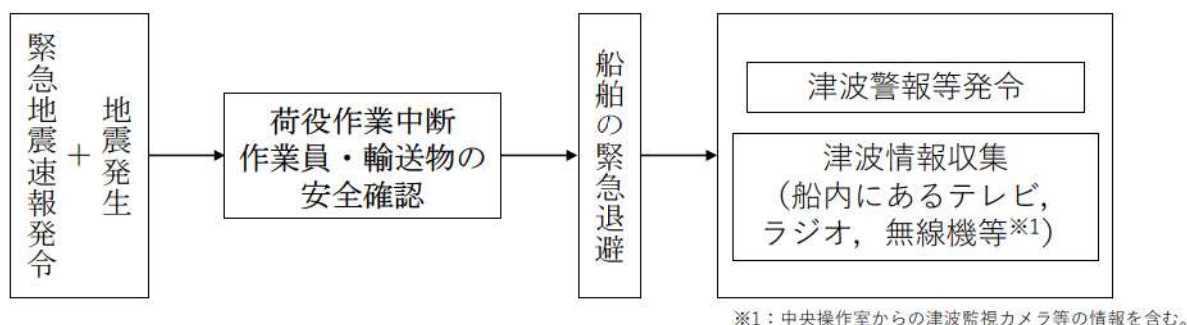 緊急地震速報発令
+
地震発生
荷役作業中断
作業員・輸送物の
安全確認
船舶の緊急退避
津波警報等発令
津波情報収集
（船内にあるテレビ，
ラジオ，無線機等※1）
※1：中央操作室からの津波監視カメラ等の情報を含む。